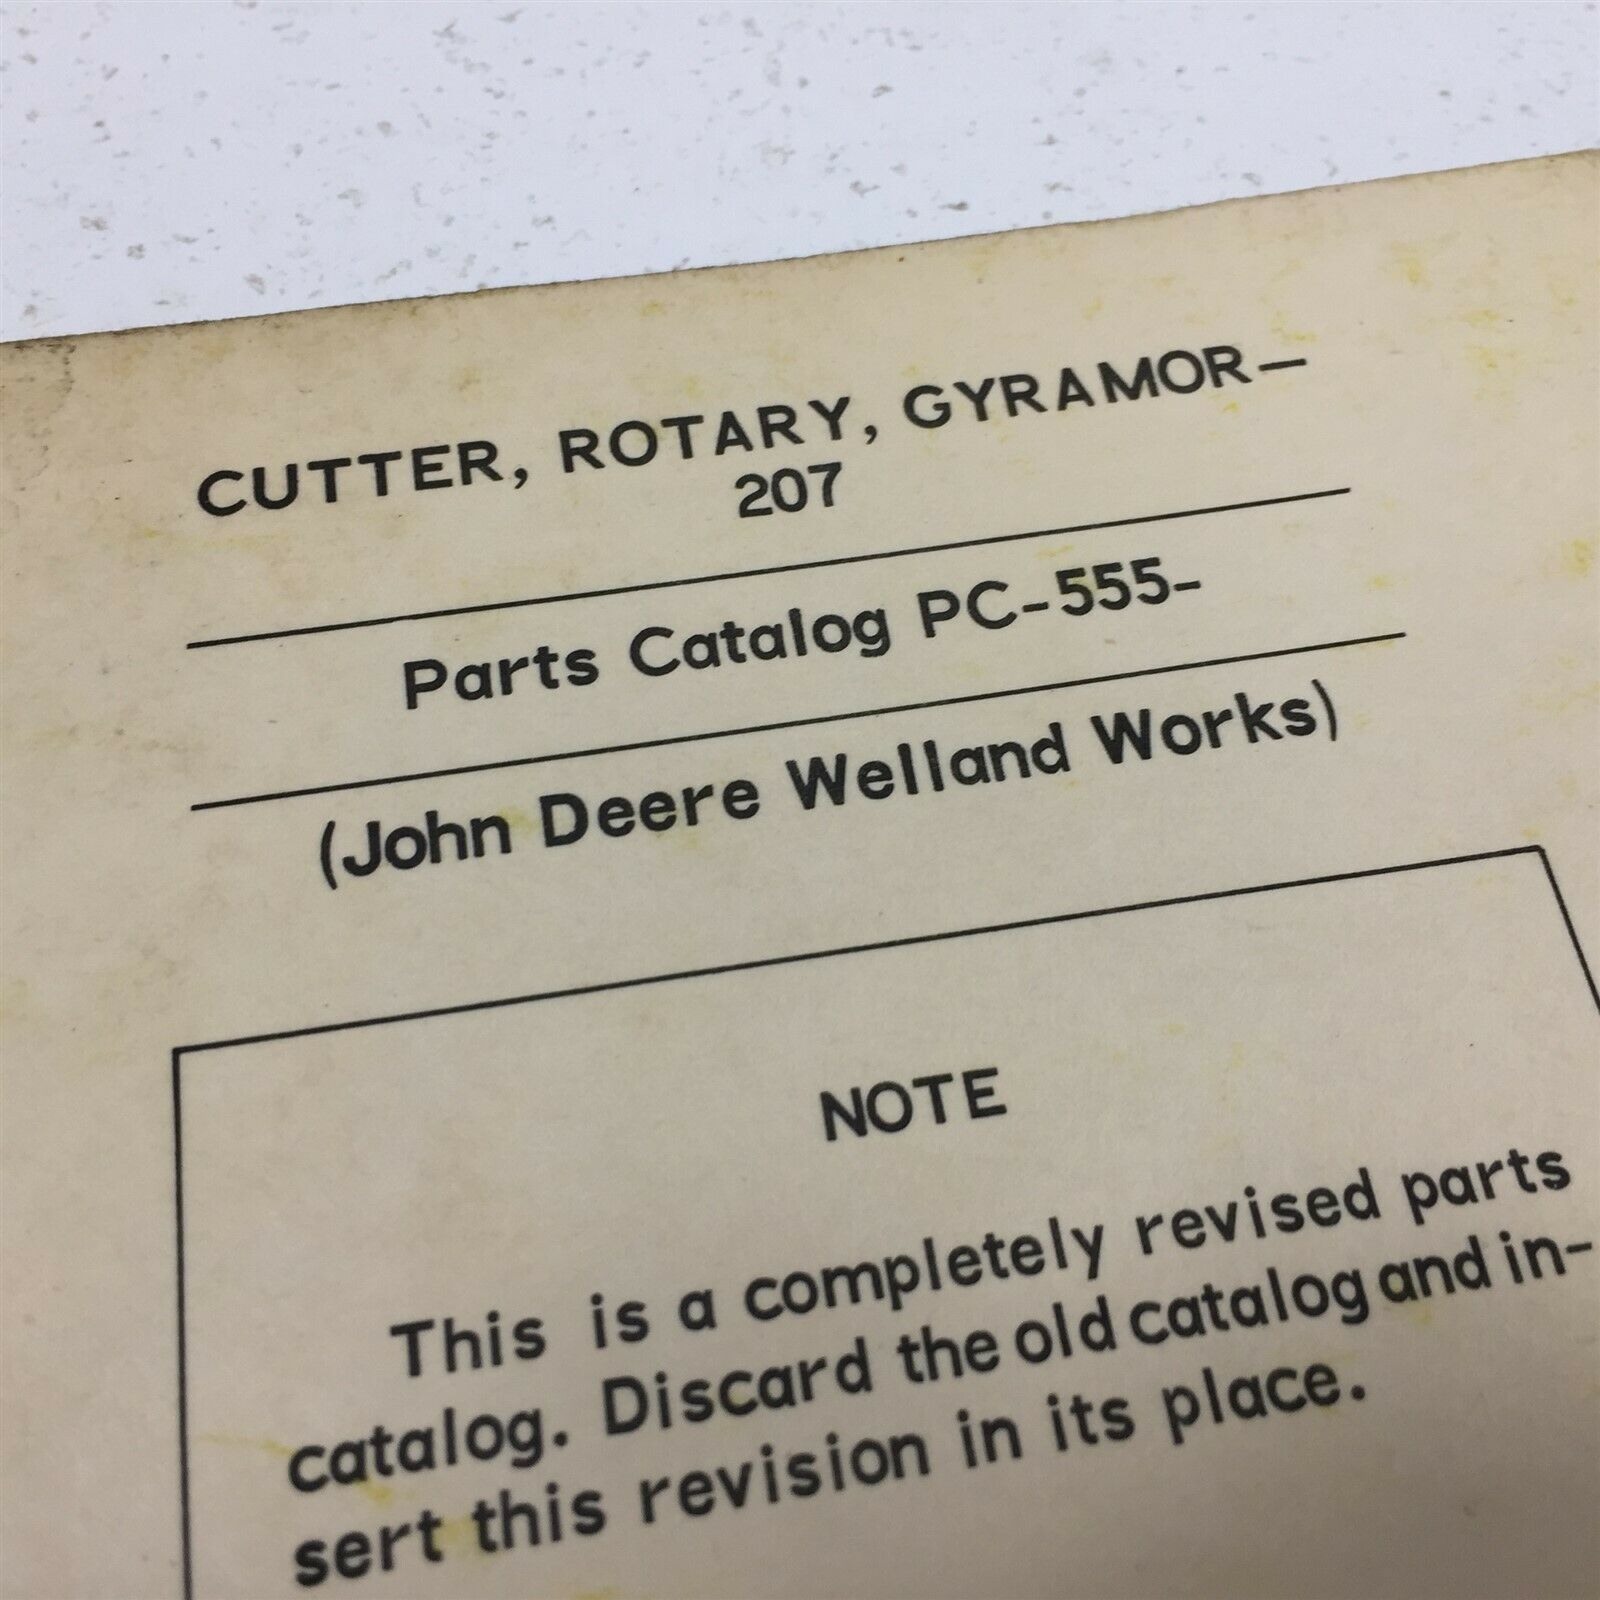 CUTTER, ROTARY, GYRAMOR—
207
Parts Catalog PC-555-
(John Deere Welland Works)
NOTE
This is a completely revised parts
catalog. Discard the old catalog and in-
sert this revision in its place.